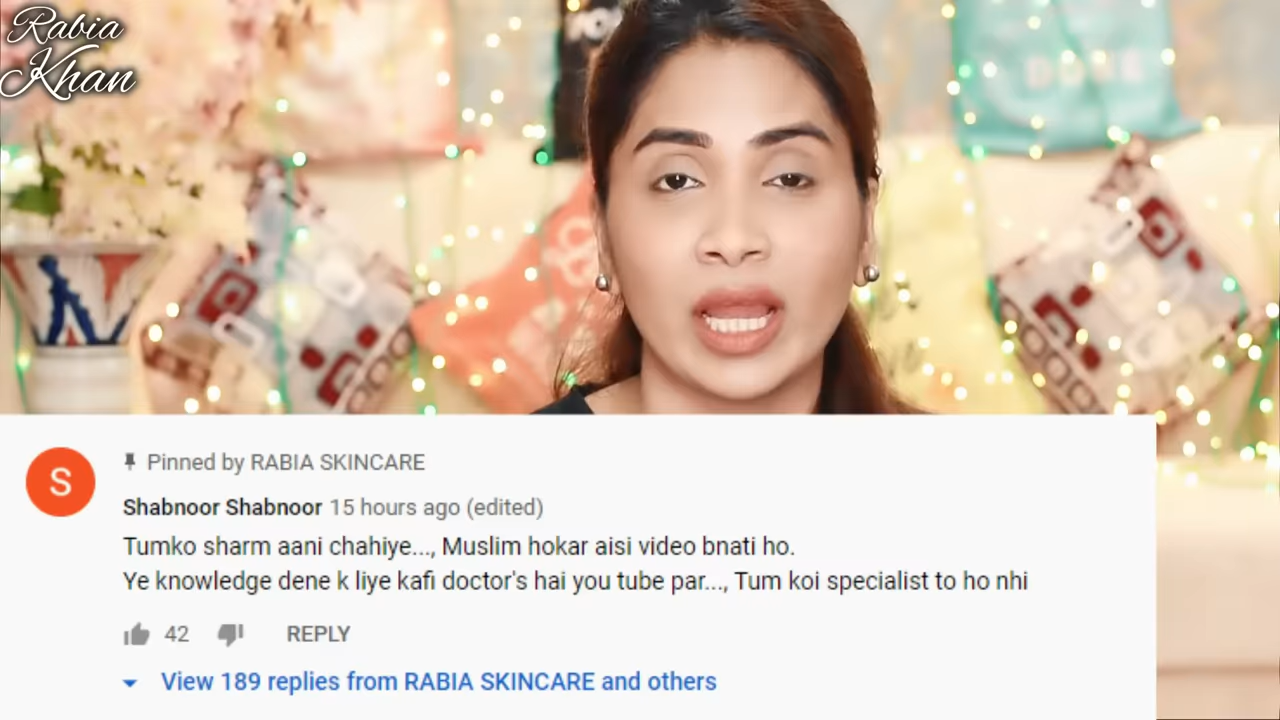 Rabia
Khan
S
Pinned by RABIA SKINCARE
Shabnoor Shabnoor 15 hours ago (edited)
Tumko sharm aani chahiye..., Muslim hokar aisi video bnati ho.
Ye knowledge dene k liye kafi doctor's hai you tube par..., Tum koi specialist to ho nhi
42 REPLY
View 189 replies from RABIA SKINCARE and others